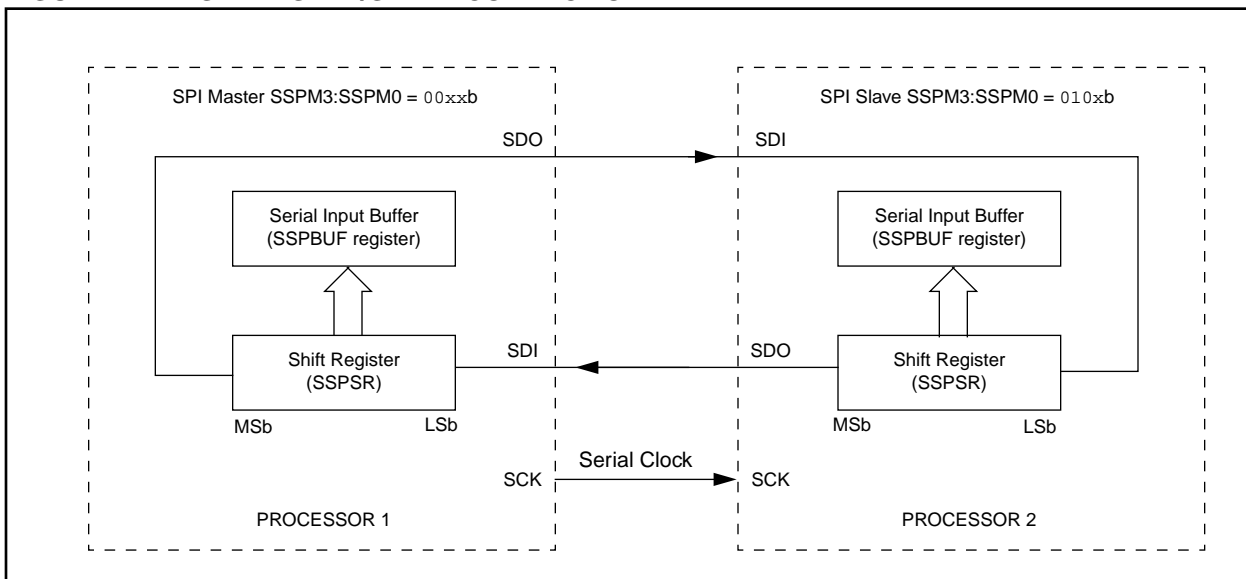 SPI Master SSPM3:SSPM0 = 00xxb
SPI Slave SSPM3:SSPM0 = 010xb
SDO
SDI
Serial Input Buffer
(SSPBUF register)
Serial Input Buffer
(SSPBUF register)
Shift Register
(SSPSR)
SDI
SDO
Shift Register
(SSPSR)
MSb
LSb
MSb
LSb
Serial Clock
SCK
SCK
PROCESSOR 1
PROCESSOR 2